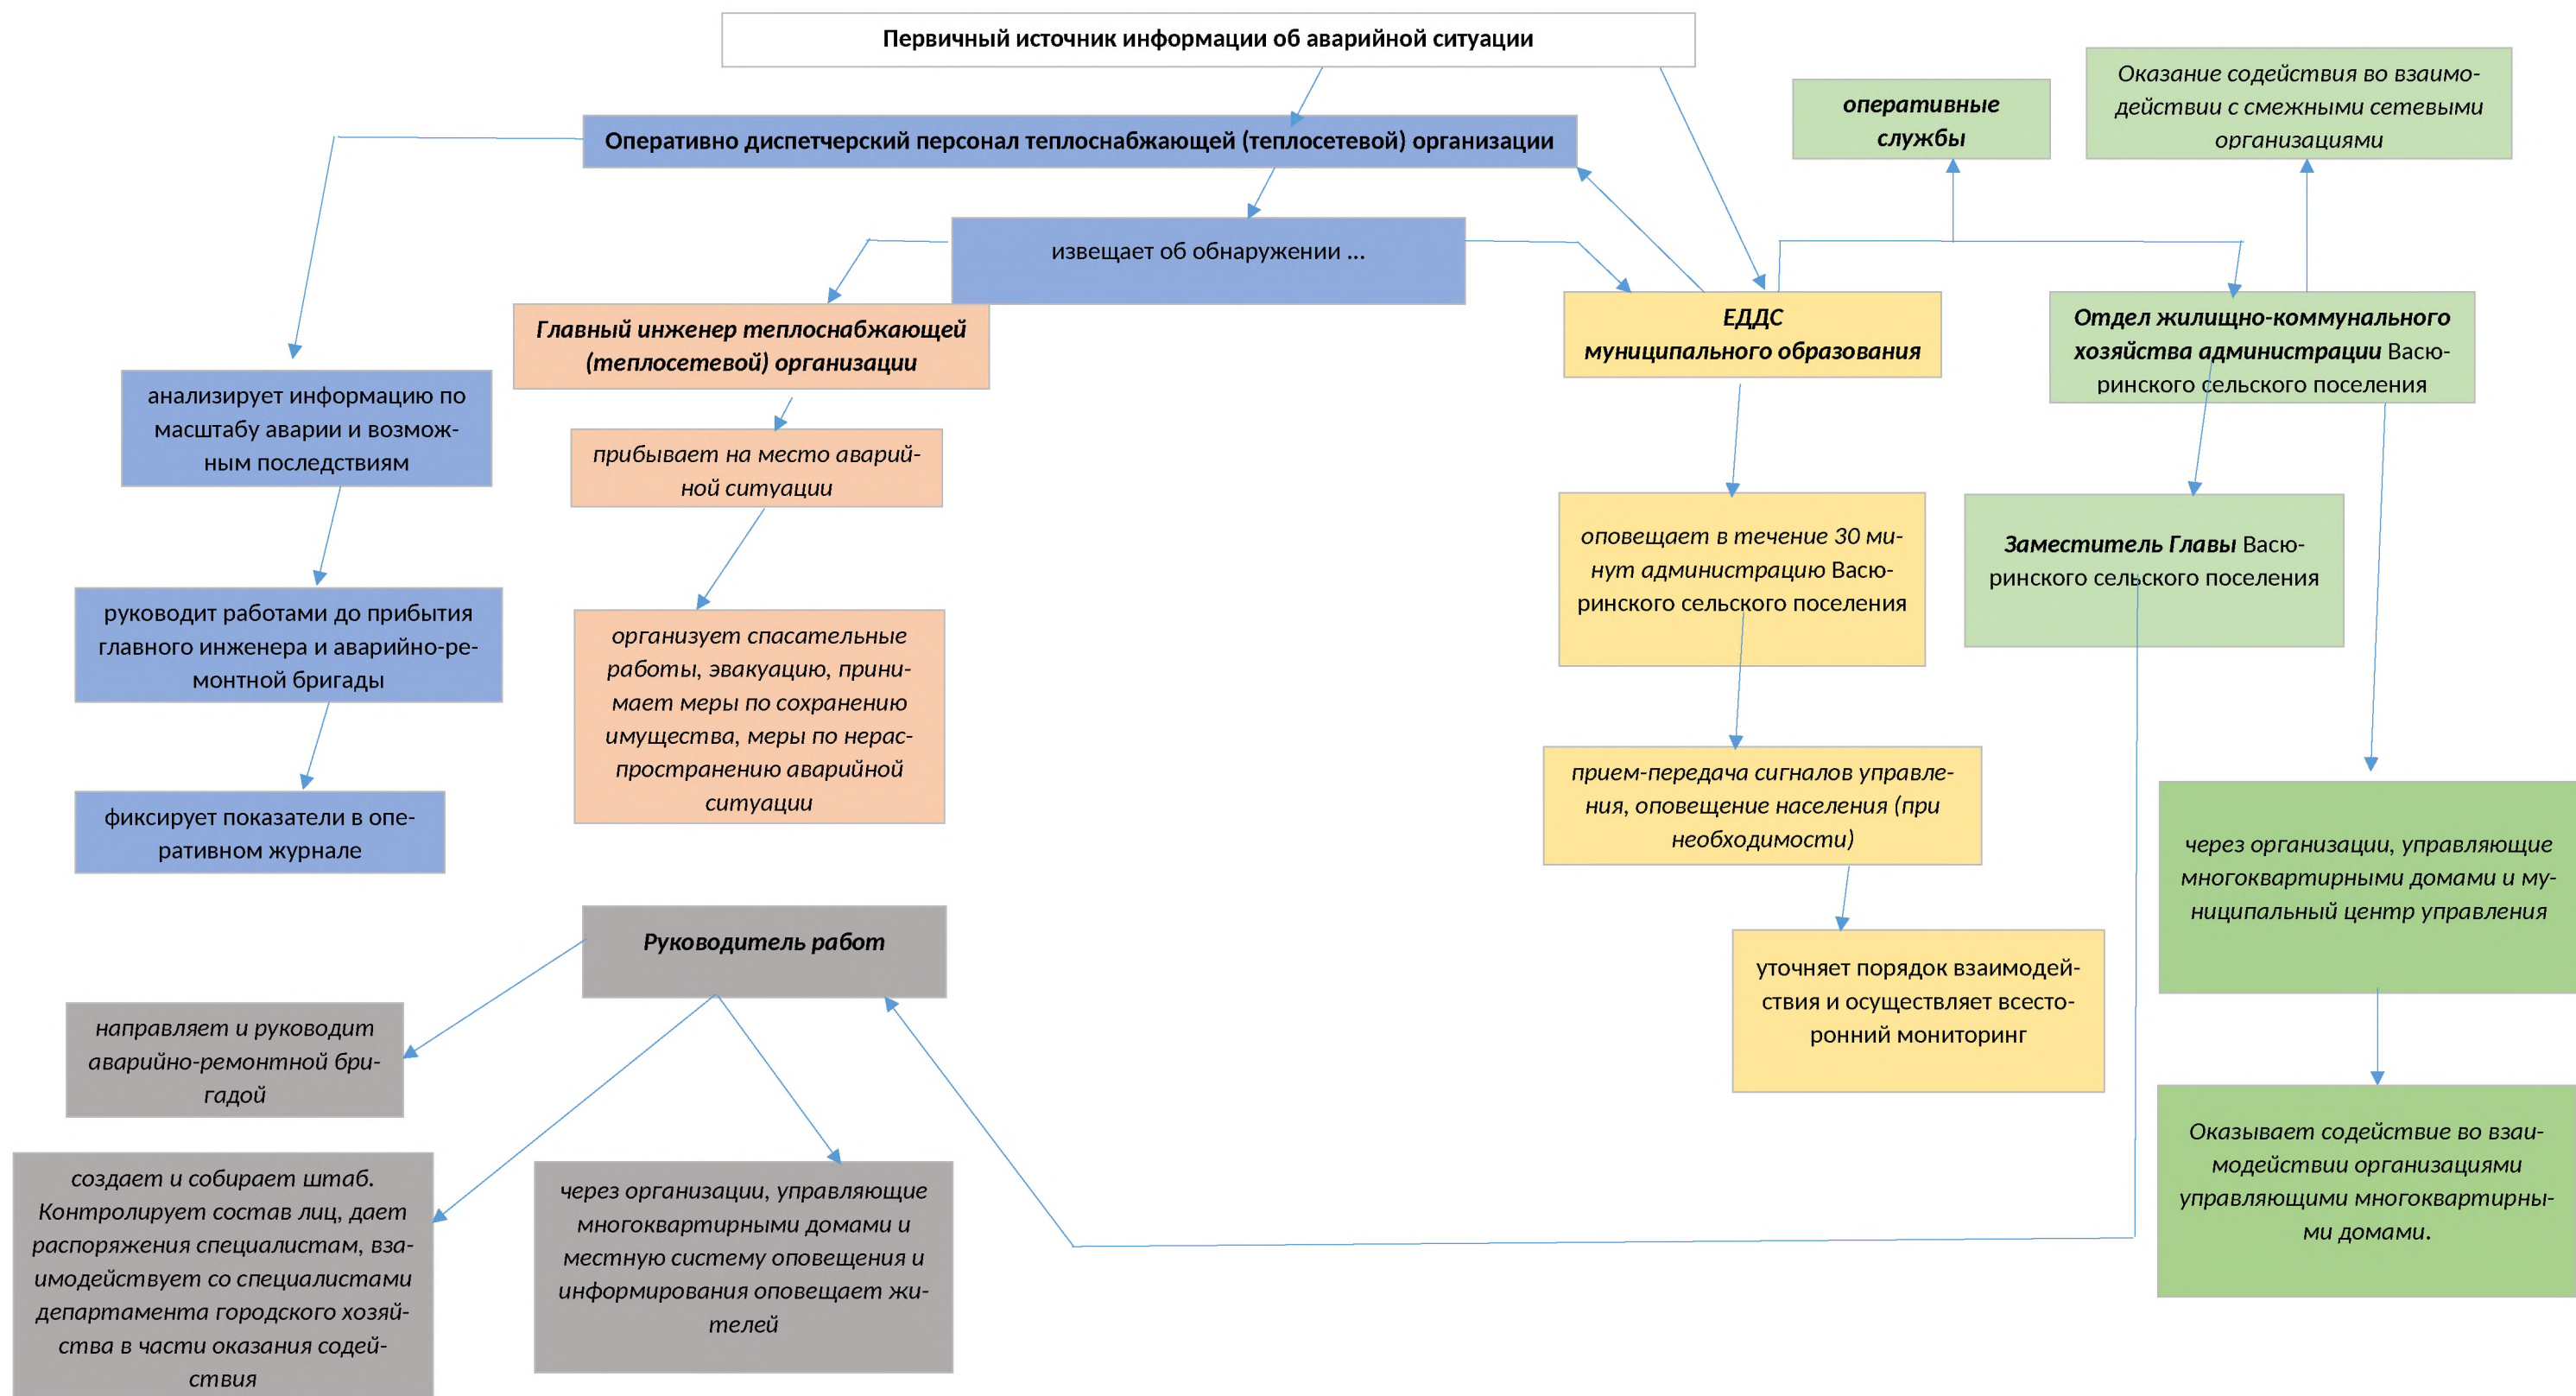 Первичный источник информации об аварийной ситуации
Оказание содействия во взаимо-
действии с смежными сетевыми
организациями
оперативные
службы
Оперативно диспетчерский персонал теплоснабжающей (теплосетевой) организации
извещает об обнаружении ...
Главный инженер теплоснабжающей
(теплосетевой) организации
ЕДДС
муниципального образования
Отдел жилищно-коммунального
хозяйства администрации Васю-
ринского сельского поселения
анализирует информацию по
масштабу аварии и возмож-
ным последствиям
прибывает на место аварий-
ной ситуации
оповещает в течение 30 ми-
нут администрацию Васю-
ринского сельского поселения
Заместитель Главы Васю-
ринского сельского поселения
руководит работами до прибытия
главного инженера и аварийно-ре-
монтной бригады
организует спасательные
работы, эвакуацию, прини-
мает меры по сохранению
имущества, меры по нерас-
пространению аварийной
ситуации
прием-передача сигналов управле-
ния, оповещение населения (при
необходимости)
фиксирует показатели в опе-
ративном журнале
через организации, управляющие
многоквартирными домами и му-
ниципальный центр управления
Руководитель работ
уточняет порядок взаимодей-
ствия и осуществляет всесто-
ронний мониторинг
направляет и руководит
аварийно-ремонтной бри-
гадой
Оказывает содействие во взаи-
модействии организациями
управляющими многоквартирны-
ми домами.
создает и собирает штаб.
Контролирует состав лиц, дает
распоряжения специалистам, вза-
имодействует со специалистами
департамента городского хозяй-
ства в части оказания содей-
ствия
через организации, управляющие
многоквартирными домами и
местную систему оповещения и
информирования оповещает жи-
телей